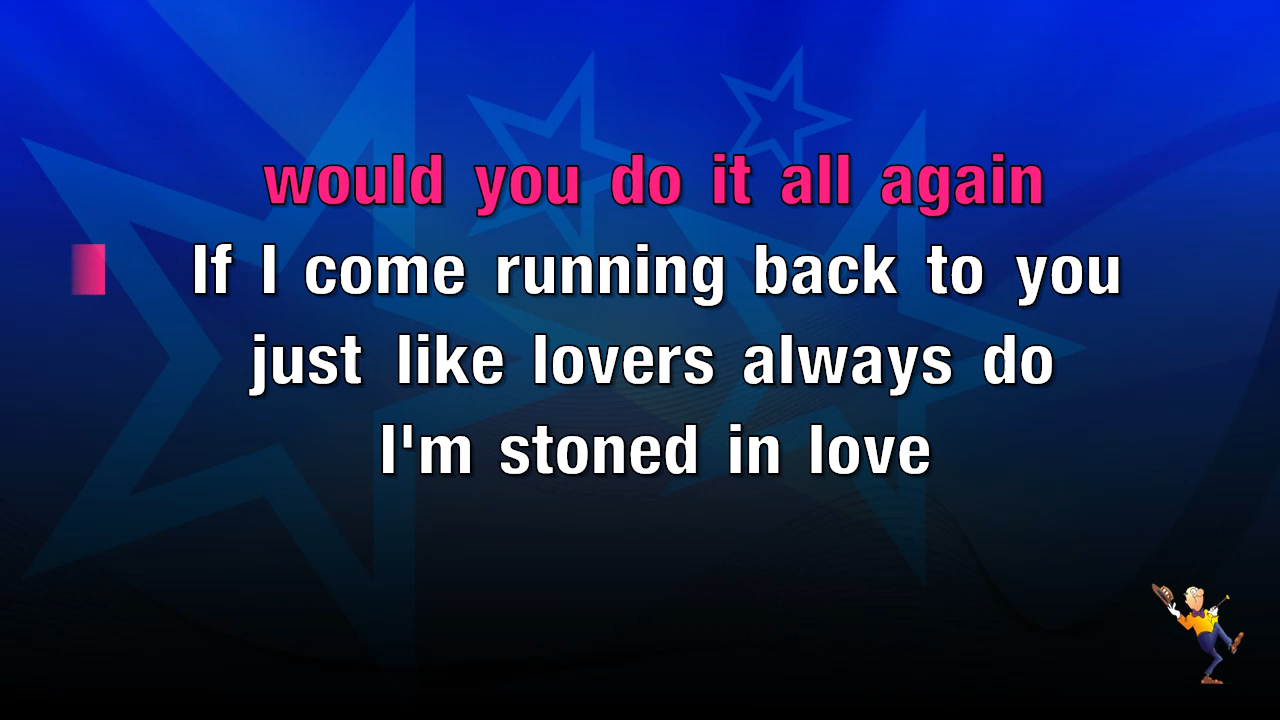 would you do it all again
If I come running back to you
just like lovers always do
I'm stoned in love